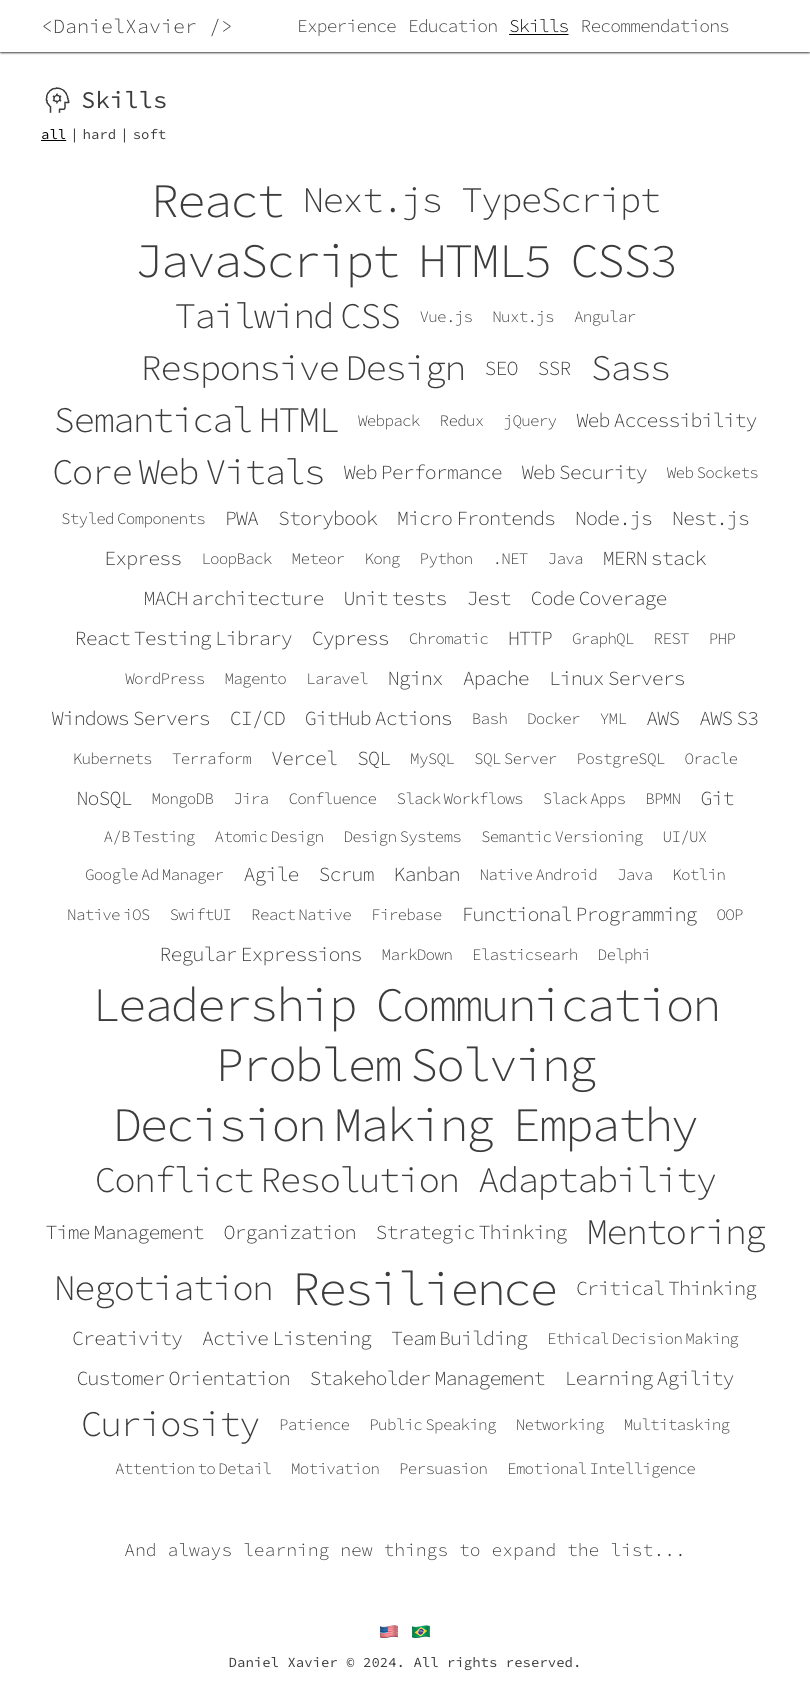 <DanielXavier /> Experience Education Skills Recommendations
Skills
all | hard | soft
React Next.js TypeScript
JavaScript HTML5 CSS3
Tailwind CSS Vue.js Nuxt.js Angular
Responsive Design SEO SSR Sass
Semantical HTML Webpack Redux jQuery Web Accessibility
Core Web Vitals Web Performance Web Security Web Sockets
Styled Components PWA Storybook Micro Frontends Node.js Nest.js
Express LoopBack Meteor Kong Python .NET Java MERN stack
MACH architecture Unit tests Jest Code Coverage
React Testing Library Cypress Chromatic HTTP GraphQL REST PHP
WordPress Magento Laravel Nginx Apache Linux Servers
Windows Servers CI/CD GitHub Actions Bash Docker YML AWS AWS S3
Kubernets Terraform Vercel SQL MySQL SQL Server PostgreSQL Oracle
NoSQL MongoDB Jira Confluence Slack Workflows Slack Apps BPMN Git
A/B Testing Atomic Design Design Systems Semantic Versioning UI/UX
Google Ad Manager Agile Scrum Kanban Native Android Java Kotlin
Native iOS SwiftUI React Native Firebase Functional Programming OOP
Regular Expressions MarkDown Elasticsearh Delphi
Leadership Communication
Problem Solving
Decision Making Empathy
Conflict Resolution Adaptability
Time Management Organization Strategic Thinking Mentoring
Negotiation Resilience Critical Thinking
Creativity Active Listening Team Building Ethical Decision Making
Customer Orientation Stakeholder Management Learning Agility
Curiosity Patience Public Speaking Networking Multitasking
Attention to Detail Motivation Persuasion Emotional Intelligence
And always learning new things to expand the list...
Daniel Xavier © 2024. All rights reserved.